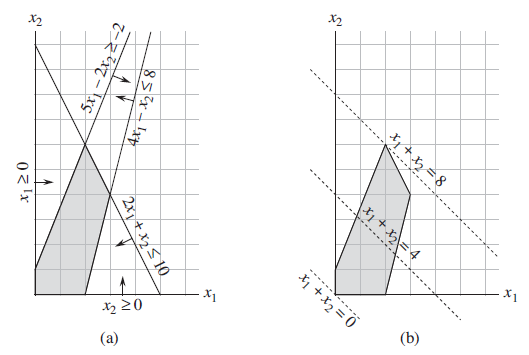 x₂
5x₁ − 2x₂ ≥ −2
4x₁ − x₂ ≤ 8
x₁ ≥ 0
2x₁ + x₂ ≤ 10
x₂ ≥ 0
x₁
(a)
x₂
x₁ + x₂ = 8
x₁ + x₂ = 4
x₁ + x₂ = 0
x₁
(b)